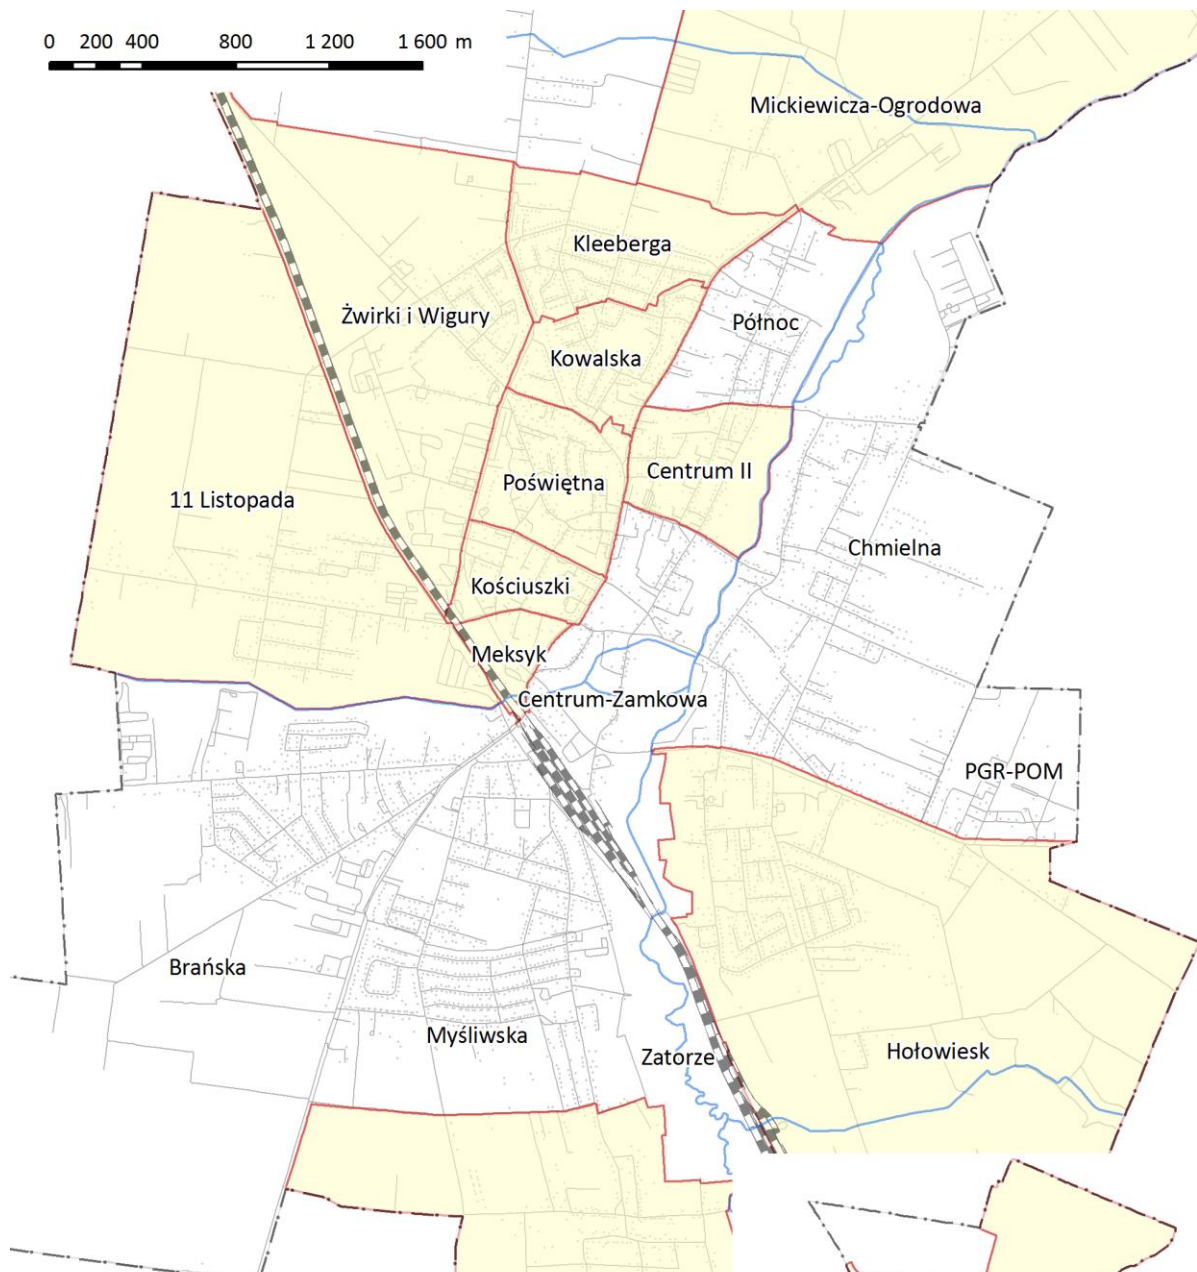 0 200 400 800 1 200 1 600 m
Mickiewicza-Ogrodowa
Kleeberga
Żwirki i Wigury
Północ
Kowalska
Centrum II
Poświętna
11 Listopada
Chmielna
Kościuszki
Meksyk
Centrum-Zamkowa
PGR-POM
Brańska
Myśliwska
Zatorze
Hołowiesk